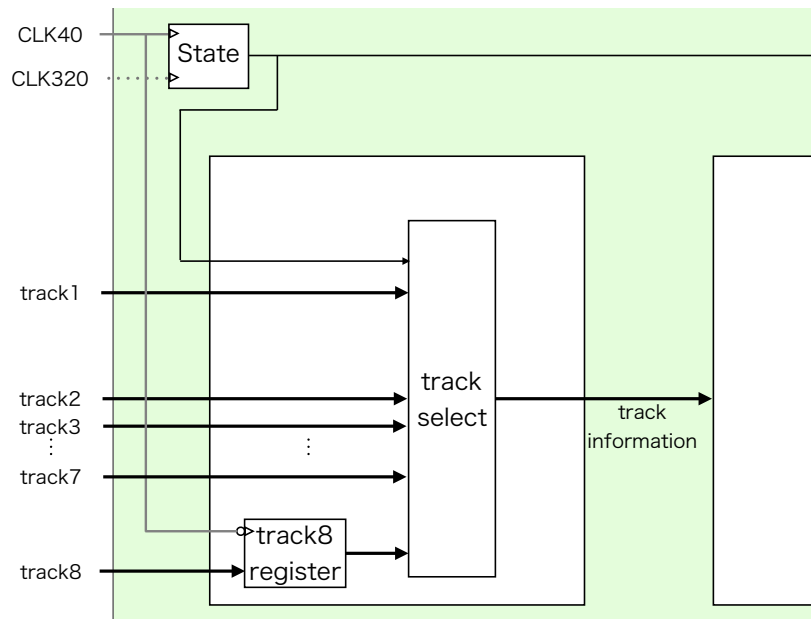 CLK40
State
CLK320
track1
track2
track
select
track
information
track3
track7
track8
register
track8